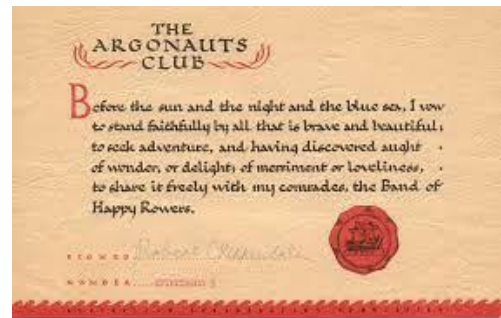 THE
ARGONAUTS
CLUB
Before the sun and the night and the blue sea, I vow
to stand faithfully by all that is brave and beautiful;
to seek adventure, and having discovered aught
of wonder, or delight; of merriment or loveliness,
to share it freely with my comrades, the Band of
Happy Rowers.
SIGNED Robert
NUMBER